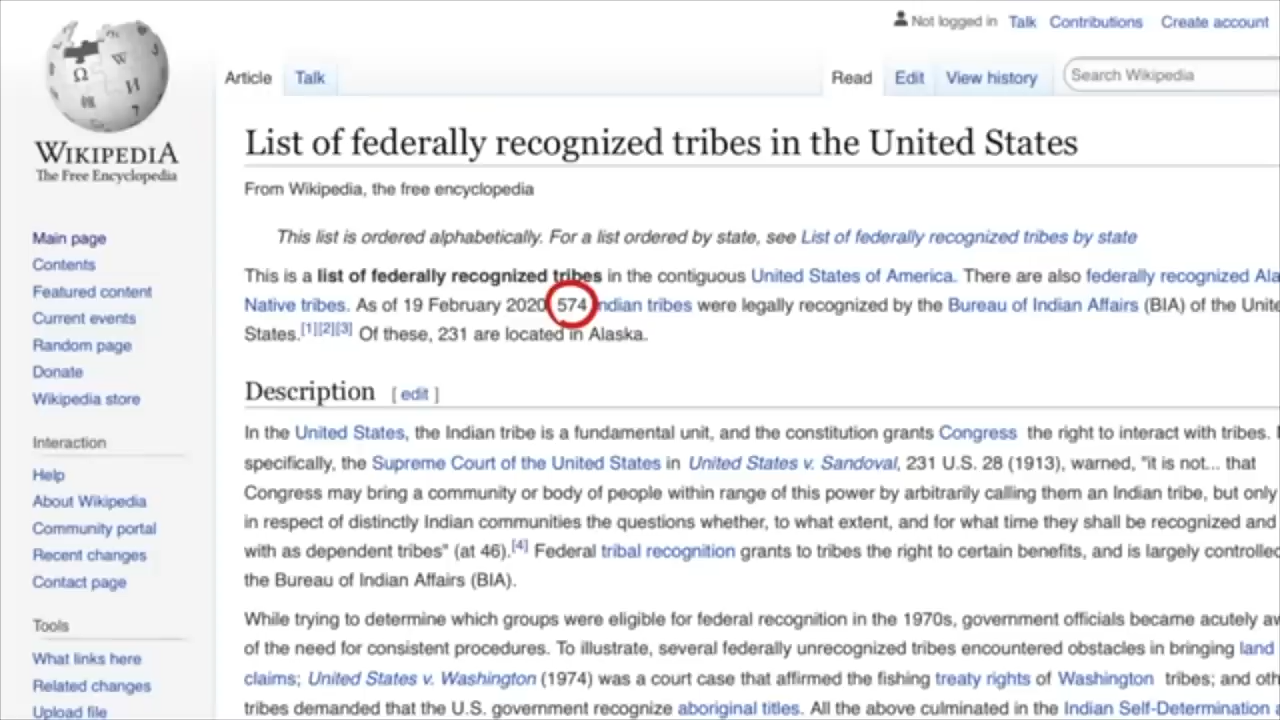 Not logged in Talk Contributions Create account
Article Talk Read Edit View history Search Wikipedia
WIKIPEDIA
The Free Encyclopedia
List of federally recognized tribes in the United States
From Wikipedia, the free encyclopedia
This list is ordered alphabetically. For a list ordered by state, see List of federally recognized tribes by state
This is a list of federally recognized tribes in the contiguous United States of America. There are also federally recognized Ala
Native tribes. As of 19 February 2020 574 Indian tribes were legally recognized by the Bureau of Indian Affairs (BIA) of the Unite
States.[1][2][3] Of these, 231 are located in Alaska.
Description [ edit ]
In the United States, the Indian tribe is a fundamental unit, and the constitution grants Congress the right to interact with tribes.
specifically, the Supreme Court of the United States in United States v. Sandoval, 231 U.S. 28 (1913), warned, "it is not... that
Congress may bring a community or body of people within range of this power by arbitrarily calling them an Indian tribe, but only
in respect of distinctly Indian communities the questions whether, to what extent, and for what time they shall be recognized and
with as dependent tribes" (at 46).[4] Federal tribal recognition grants to tribes the right to certain benefits, and is largely controlled
the Bureau of Indian Affairs (BIA).
While trying to determine which groups were eligible for federal recognition in the 1970s, government officials became acutely aw
of the need for consistent procedures. To illustrate, several federally unrecognized tribes encountered obstacles in bringing land
claims; United States v. Washington (1974) was a court case that affirmed the fishing treaty rights of Washington tribes; and oth
tribes demanded that the U.S. government recognize aboriginal titles. All the above culminated in the Indian Self-Determination a
Main page
Contents
Featured content
Current events
Random page
Donate
Wikipedia store
Interaction
Help
About Wikipedia
Community portal
Recent changes
Contact page
Tools
What links here
Related changes
Upload file